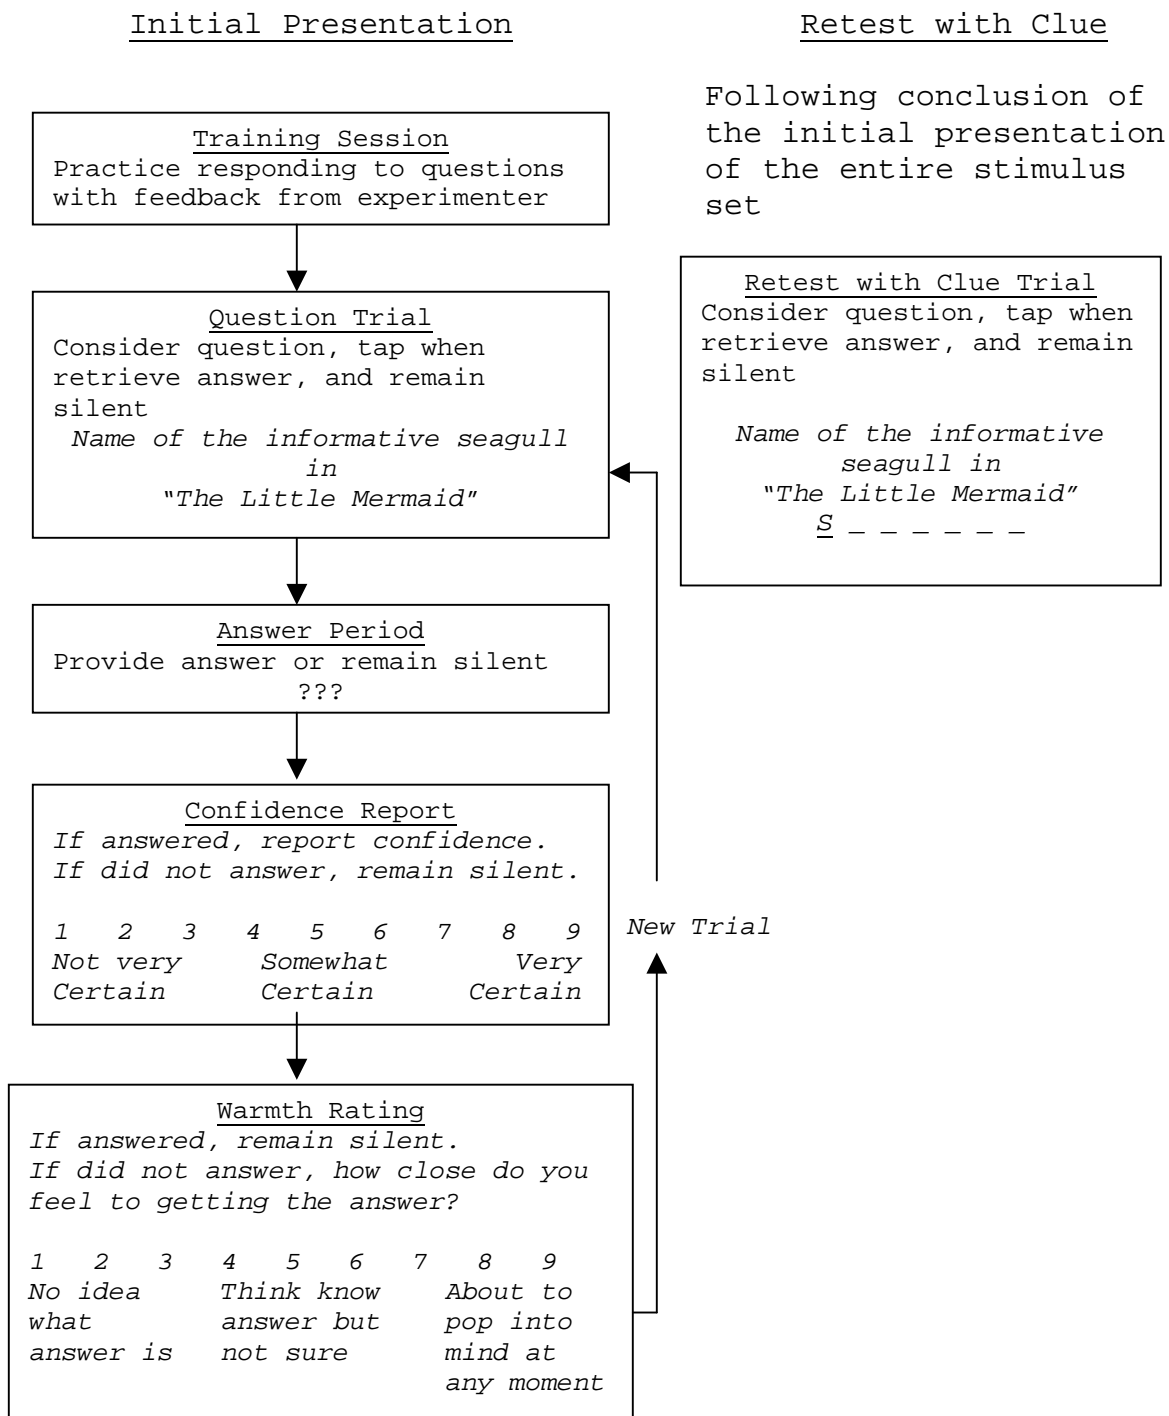 Initial Presentation
Training Session
Practice responding to questions
with feedback from experimenter
Question Trial
Consider question, tap when
retrieve answer, and remain
silent
Name of the informative seagull
in
“The Little Mermaid”
Answer Period
Provide answer or remain silent
???
Confidence Report
If answered, report confidence.
If did not answer, remain silent.
1 2 3 4 5 6 7 8 9
Not very Somewhat Very
Certain Certain Certain
Warmth Rating
If answered, remain silent.
If did not answer, how close do you
feel to getting the answer?
1 2 3 4 5 6 7 8 9
No idea Think know About to
what answer but pop into
answer is not sure mind at
any moment
New Trial
Retest with Clue
Following conclusion of
the initial presentation
of the entire stimulus
set
Retest with Clue Trial
Consider question, tap when
retrieve answer, and remain
silent
Name of the informative
seagull in
“The Little Mermaid”
S _ _ _ _ _ _